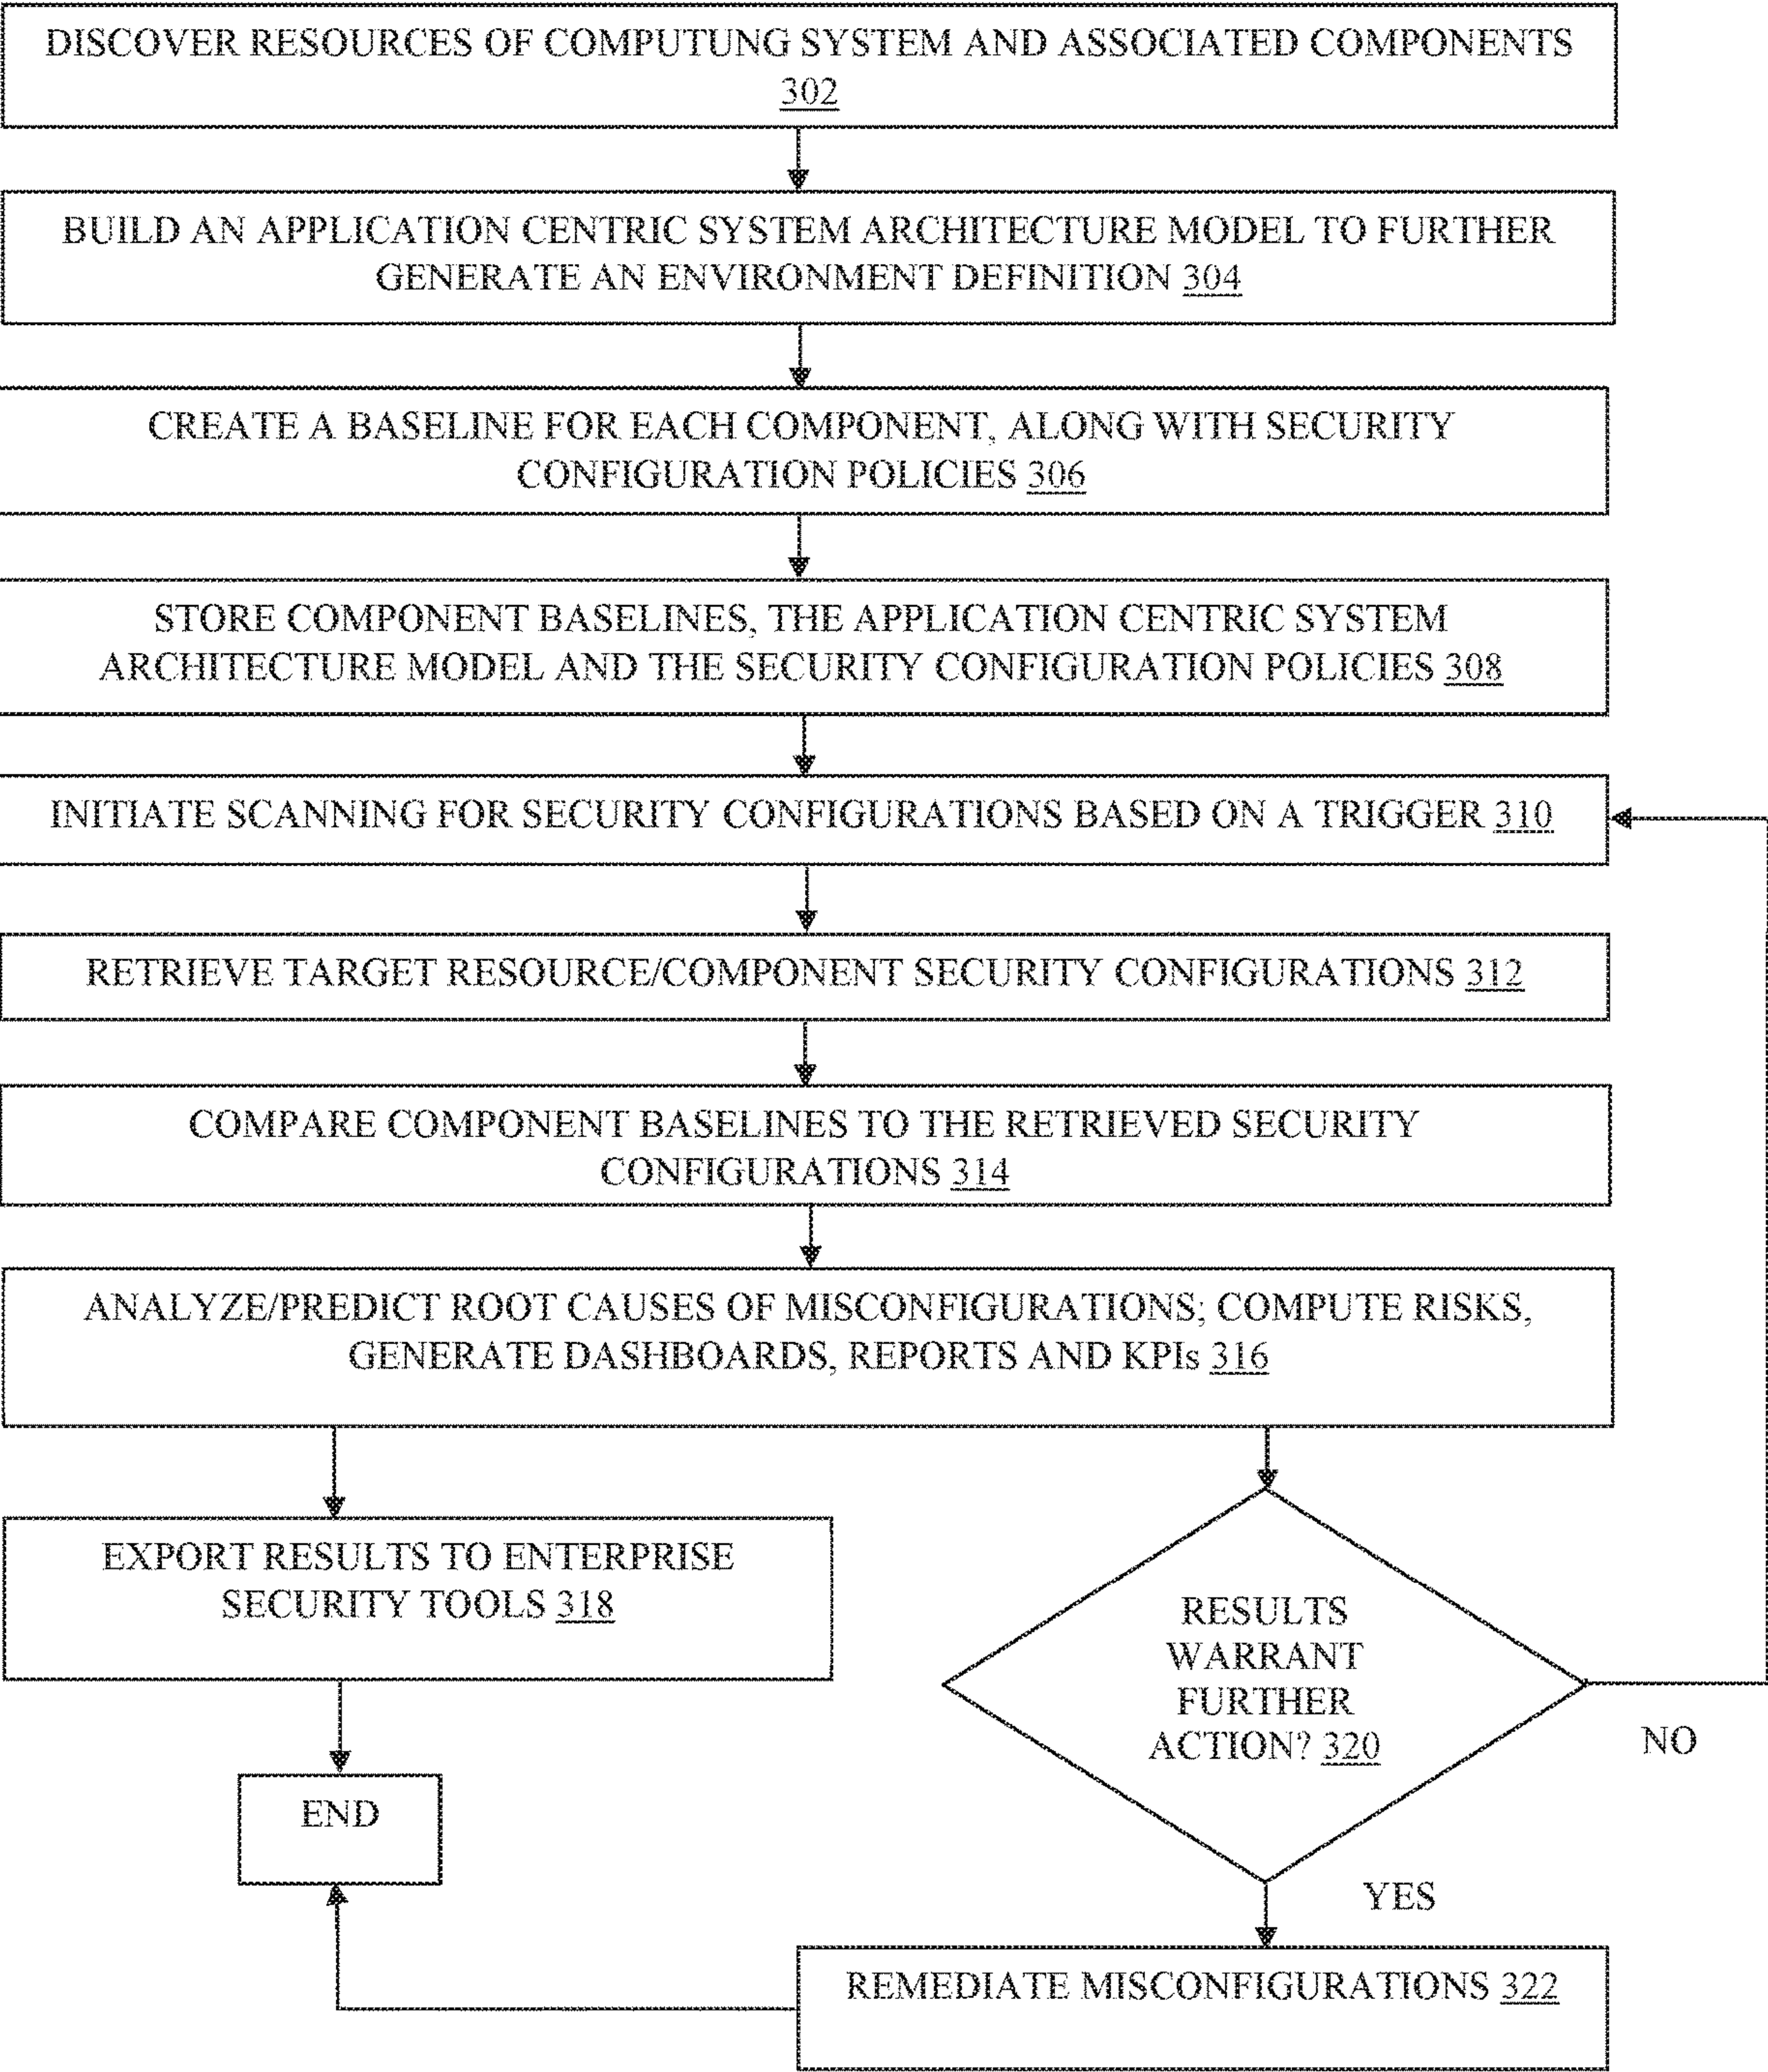 DISCOVER RESOURCES OF COMPUTUNG SYSTEM AND ASSOCIATED COMPONENTS
302
BUILD AN APPLICATION CENTRIC SYSTEM ARCHITECTURE MODEL TO FURTHER
GENERATE AN ENVIRONMENT DEFINITION 304
CREATE A BASELINE FOR EACH COMPONENT, ALONG WITH SECURITY
CONFIGURATION POLICIES 306
STORE COMPONENT BASELINES, THE APPLICATION CENTRIC SYSTEM
ARCHITECTURE MODEL AND THE SECURITY CONFIGURATION POLICIES 308
INITIATE SCANNING FOR SECURITY CONFIGURATIONS BASED ON A TRIGGER 310
RETRIEVE TARGET RESOURCE/COMPONENT SECURITY CONFIGURATIONS 312
COMPARE COMPONENT BASELINES TO THE RETRIEVED SECURITY
CONFIGURATIONS 314
ANALYZE/PREDICT ROOT CAUSES OF MISCONFIGURATIONS; COMPUTE RISKS,
GENERATE DASHBOARDS, REPORTS AND KPIs 316
EXPORT RESULTS TO ENTERPRISE
SECURITY TOOLS 318
RESULTS
WARRANT
FURTHER
ACTION? 320
NO
END
YES
REMEDIATE MISCONFIGURATIONS 322